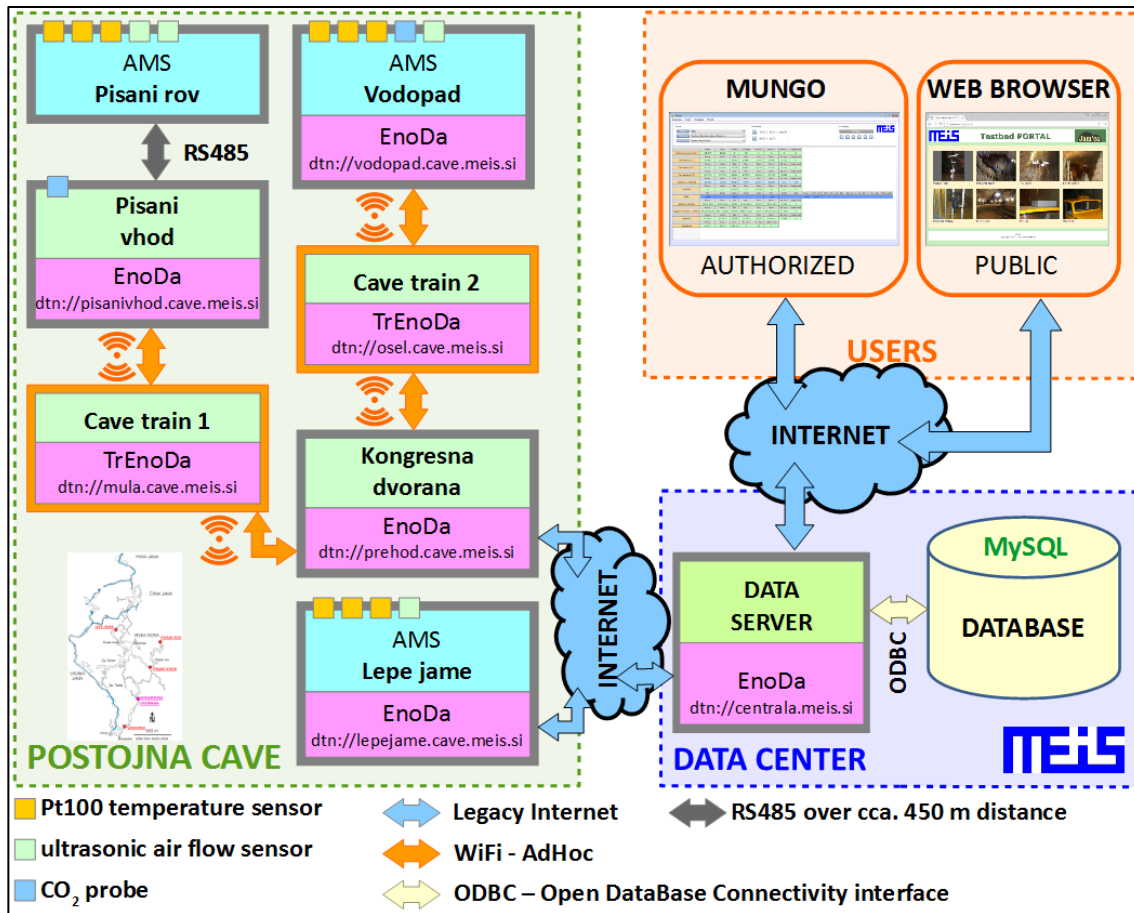 AMS
Pisani rov
RS485
Pisani
vhod
EnoDa
dtn://pisanivhod.cave.meis.si
Cave train 1
TrEnoDa
dtn://mula.cave.meis.si
AMS
Vodopad
EnoDa
dtn://vodopad.cave.meis.si
Cave train 2
TrEnoDa
dtn://osel.cave.meis.si
Kongresna
dvorana
EnoDa
dtn://prehod.cave.meis.si
AMS
Lepe jame
EnoDa
dtn://lepejame.cave.meis.si
POSTOJNA CAVE
INTERNET
MUNGO
MEIS
AUTHORIZED
WEB BROWSER
MEIS
Testbad PORTAL
PUBLIC
USERS
INTERNET
DATA
SERVER
EnoDa
dtn://centrala.meis.si
ODBC
MySQL
DATABASE
DATA CENTER
MEIS
Pt100 temperature sensor
ultrasonic air flow sensor
CO₂ probe
Legacy Internet
WiFi - AdHoc
ODBC – Open DataBase Connectivity interface
RS485 over cca. 450 m distance